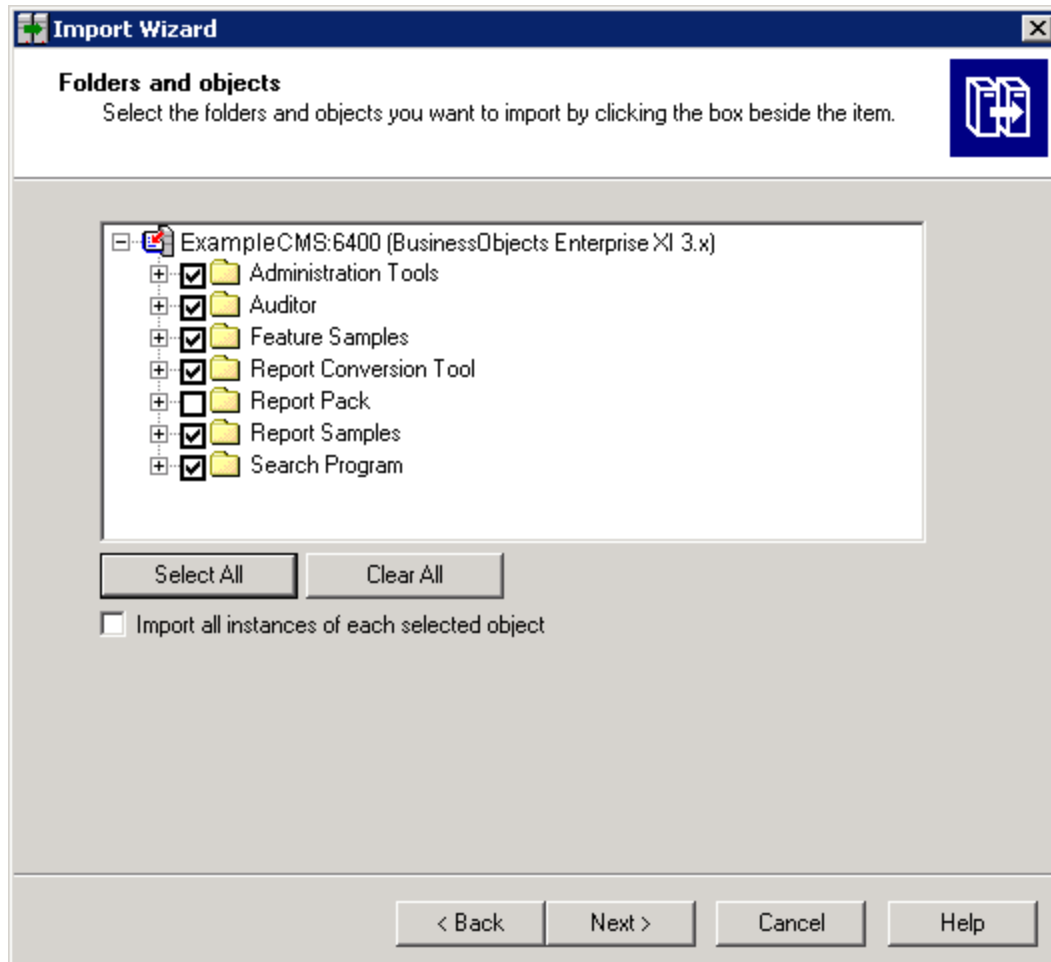 Import Wizard
Folders and objects
Select the folders and objects you want to import by clicking the box beside the item.
ExampleCMS:6400 (BusinessObjects Enterprise XI 3.x)
Administration Tools
Auditor
Feature Samples
Report Conversion Tool
Report Pack
Report Samples
Search Program
Select All Clear All
Import all instances of each selected object
< Back Next > Cancel Help